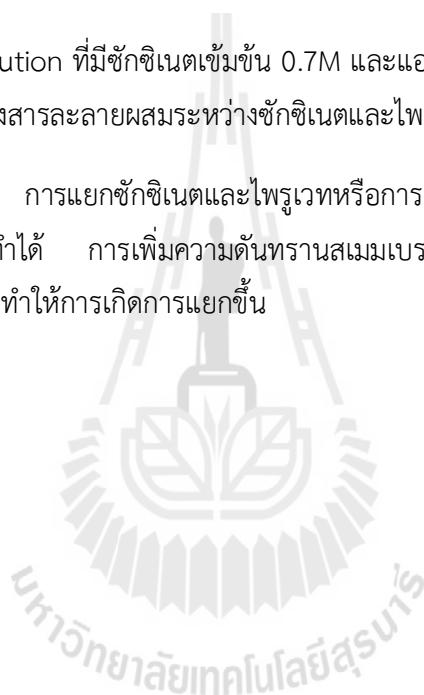 ution ที่มีซักซิเนตเข้มข้น 0.7M และแอ
งสารละลายผสมระหว่างซักซิเนตและไพ
การแยกซักซิเนตและไพรูเวทหรือการ
ทำได้ การเพิ่มความดันทรานสเมมเบร
ทำให้การเกิดการแยกขึ้น
มหาวิทยาลัยเทคโนโลยีสุรนารี